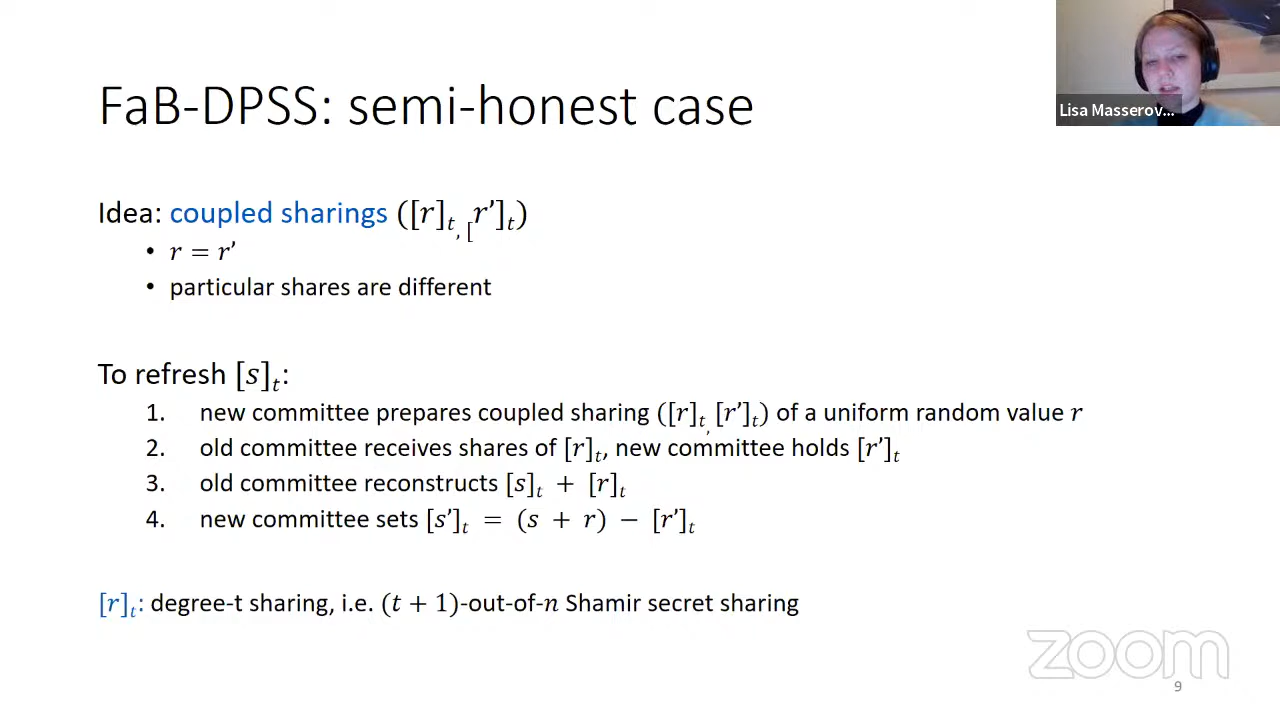 Lisa Masserov...
FaB-DPSS: semi-honest case
Idea: coupled sharings ([r]t, [r’]t)
• r = r’
• particular shares are different
To refresh [s]t:
1. new committee prepares coupled sharing ([r]t, [r’]t) of a uniform random value r
2. old committee receives shares of [r]t, new committee holds [r’]t
3. old committee reconstructs [s]t + [r]t
4. new committee sets [s’]t = (s + r) − [r’]t
[r]t: degree-t sharing, i.e. (t + 1)-out-of-n Shamir secret sharing
zoom
9